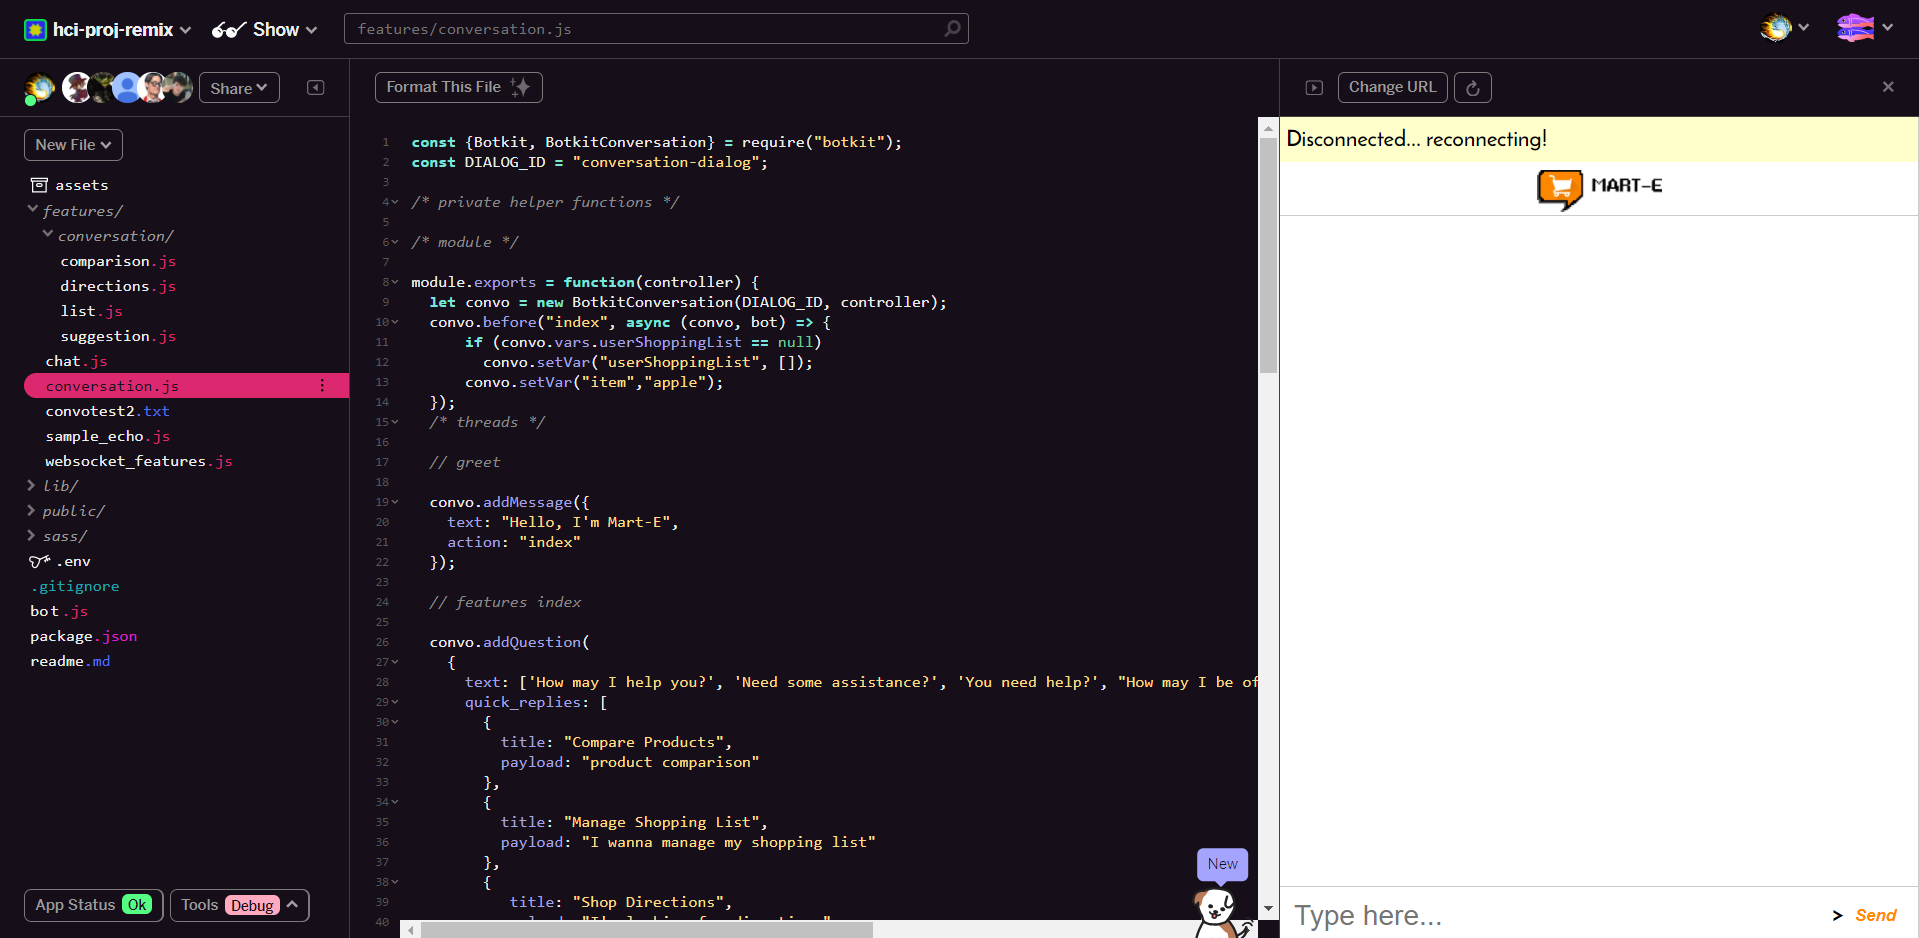 hci-proj-remix Show features/conversation.js
Share Format This File Change URL
New File
assets
features/
conversation/
comparison.js
directions.js
list.js
suggestion.js
chat.js
conversation.js
convotest2.txt
sample_echo.js
websocket_features.js
lib/
public/
sass/
.env
.gitignore
bot.js
package.json
readme.md
App Status Ok Tools Debug
1 const {Botkit, BotkitConversation} = require("botkit");
2 const DIALOG_ID = "conversation-dialog";
3
4 /* private helper functions */
5
6 /* module */
7
8 module.exports = function(controller) {
9 let convo = new BotkitConversation(DIALOG_ID, controller);
10 convo.before("index", async (convo, bot) => {
11 if (convo.vars.userShoppingList == null)
12 convo.setVar("userShoppingList", []);
13 convo.setVar("item","apple");
14 });
15 /* threads */
16
17 // greet
18
19 convo.addMessage({
20 text: "Hello, I'm Mart-E",
21 action: "index"
22 });
23
24 // features index
25
26 convo.addQuestion(
27 {
28 text: ['How may I help you?', 'Need some assistance?', 'You need help?', "How may I be of
29 quick_replies: [
30 {
31 title: "Compare Products",
32 payload: "product comparison"
33 },
34 {
35 title: "Manage Shopping List",
36 payload: "I wanna manage my shopping list"
37 },
38 {
39 title: "Shop Directions",
40
New
Disconnected... reconnecting!
MART-E
Type here... > Send